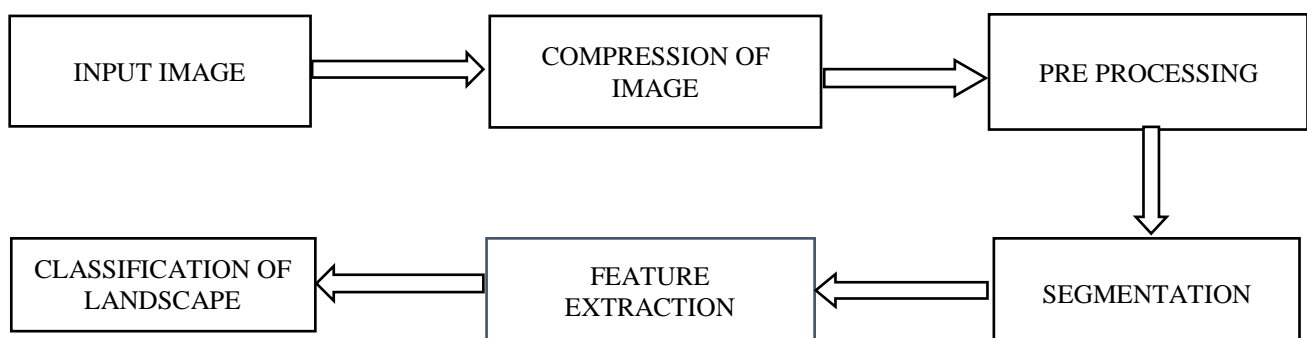 INPUT IMAGE
COMPRESSION OF
IMAGE
PRE PROCESSING
SEGMENTATION
FEATURE
EXTRACTION
CLASSIFICATION OF
LANDSCAPE